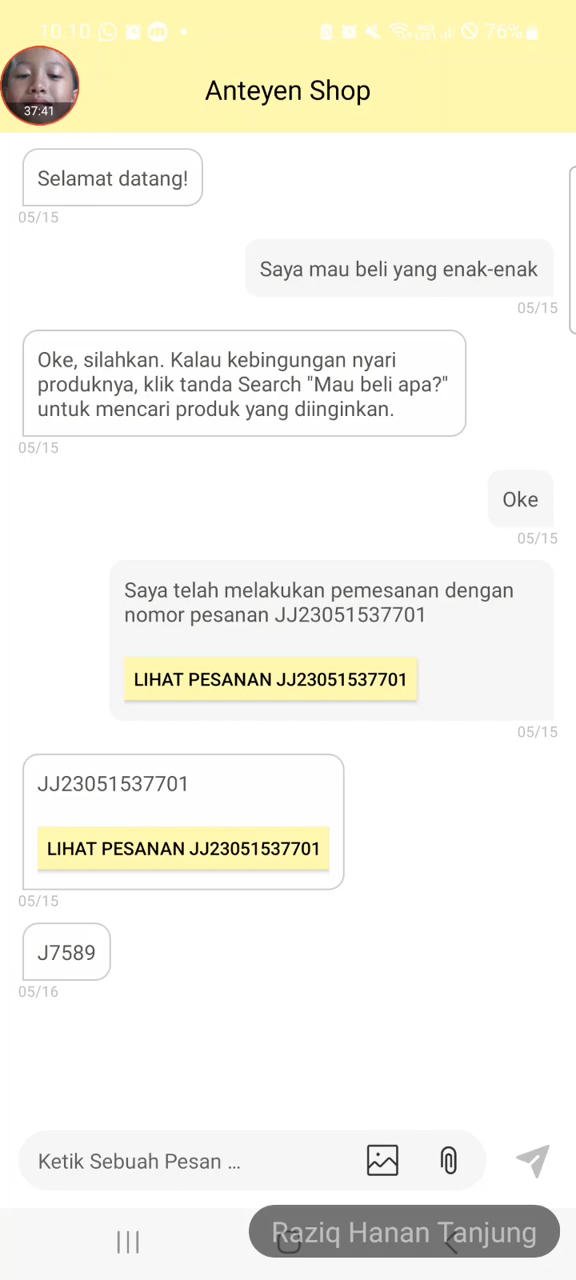 10.10
76%
37:41
Anteyen Shop
Selamat datang!
05/15
Saya mau beli yang enak-enak
05/15
Oke, silahkan. Kalau kebingungan nyari
produknya, klik tanda Search "Mau beli apa?"
untuk mencari produk yang diinginkan.
05/15
Oke
05/15
Saya telah melakukan pemesanan dengan
nomor pesanan JJ23051537701
LIHAT PESANAN JJ23051537701
05/15
JJ23051537701
LIHAT PESANAN JJ23051537701
05/15
J7589
05/16
Ketik Sebuah Pesan ...
Raziq Hanan Tanjung